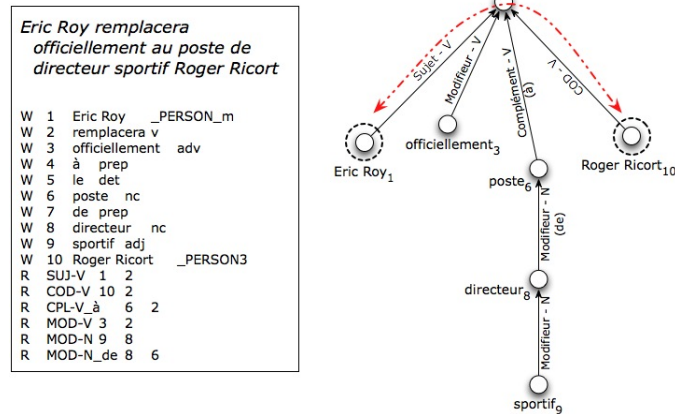 Eric Roy remplacera
officiellement au poste de
directeur sportif Roger Ricort
W 1 Eric Roy _PERSON_m
W 2 remplacera v
W 3 officiellement adv
W 4 à prep
W 5 le det
W 6 poste nc
W 7 de prep
W 8 directeur nc
W 9 sportif adj
W 10 Roger Ricort _PERSON3
R SUJ-V 1 2
R COD-V 10 2
R CPL-V_à 6 2
R MOD-V 3 2
R MOD-N 9 8
R MOD-N_de 8 6
Sujet - V
Modifieur - V
Complément - V
(à)
COD - V
Eric Roy1
officiellement3
Roger Ricort10
poste6
Modifieur - N
(de)
directeur8
Modifieur - N
sportif9